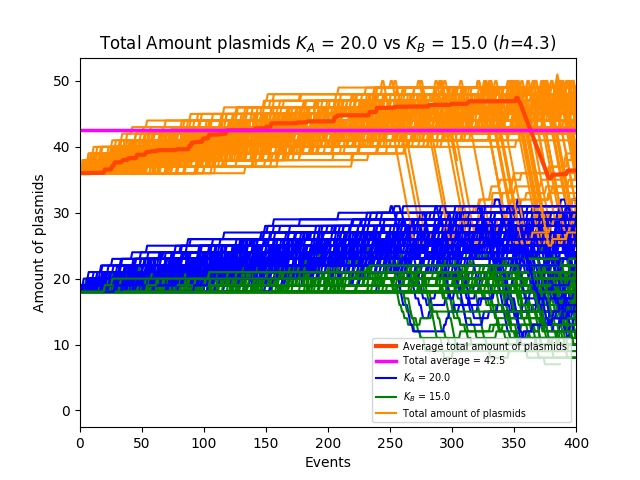 Total Amount plasmids K_A = 20.0 vs K_B = 15.0 (h=4.3)
Amount of plasmids
50
40
30
20
10
0
Average total amount of plasmids
Total average = 42.5
K_A = 20.0
K_B = 15.0
Total amount of plasmids
0 50 100 150 200 250 300 350 400
Events